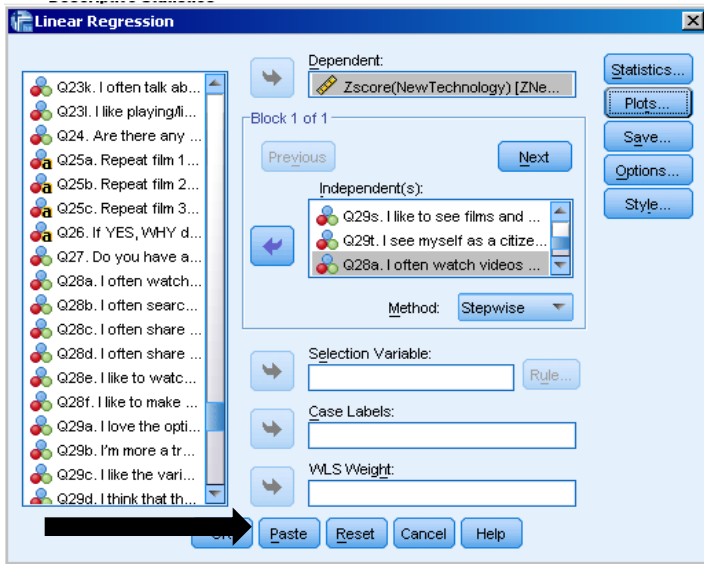 Linear Regression
Q23k. I often talk ab...
Q23l. I like playing/li...
Q24. Are there any ...
Q25a. Repeat film 1...
Q25b. Repeat film 2...
Q25c. Repeat film 3...
Q26. If YES, WHY d...
Q27. Do you have a...
Q28a. I often watch...
Q28b. I often searc...
Q28c. I often share ...
Q28d. I often share ...
Q28e. I like to watc...
Q28f. I like to make ...
Q29a. I love the opti...
Q29b. I'm more a tr...
Q29c. I like the vari...
Q29d. I think that th...
Dependent:
Zscore(NewTechnology) [ZNe...
Block 1 of 1
Previous
Next
Independent(s):
Q29s. I like to see films and ...
Q29t. I see myself as a citize...
Q28a. I often watch videos ...
Method:
Stepwise
Selection Variable:
Rule...
Case Labels:
WLS Weight:
Statistics...
Plots...
Save...
Options...
Style...
Paste
Reset
Cancel
Help